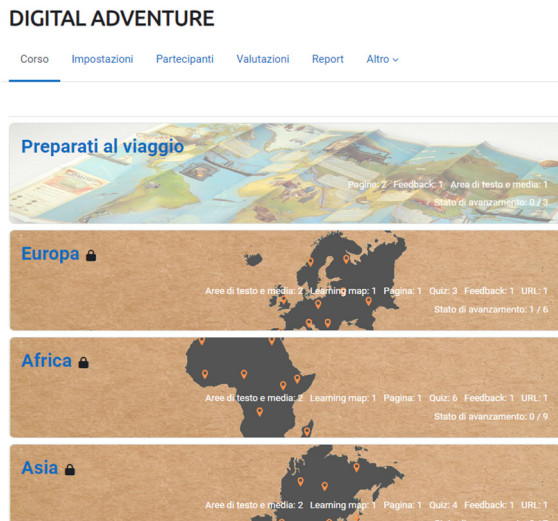 DIGITAL ADVENTURE
Corso Impostazioni Partecipanti Valutazioni Report Altro
Preparati al viaggio
Pagine: 2 Feedback: 1 Area di testo e media: 1
Stato di avanzamento: 0 / 3
Europa
Aree di testo e media: 2 Learning map: 1 Pagina: 1 Quiz: 3 Feedback: 1 URL: 1
Stato di avanzamento: 1 / 6
Africa
Aree di testo e media: 2 Learning map: 1 Pagina: 1 Quiz: 6 Feedback: 1 URL: 1
Stato di avanzamento: 0 / 9
Asia
Aree di testo e media: 2 Learning map: 1 Pagina: 1 Quiz: 4 Feedback: 1 URL: 1